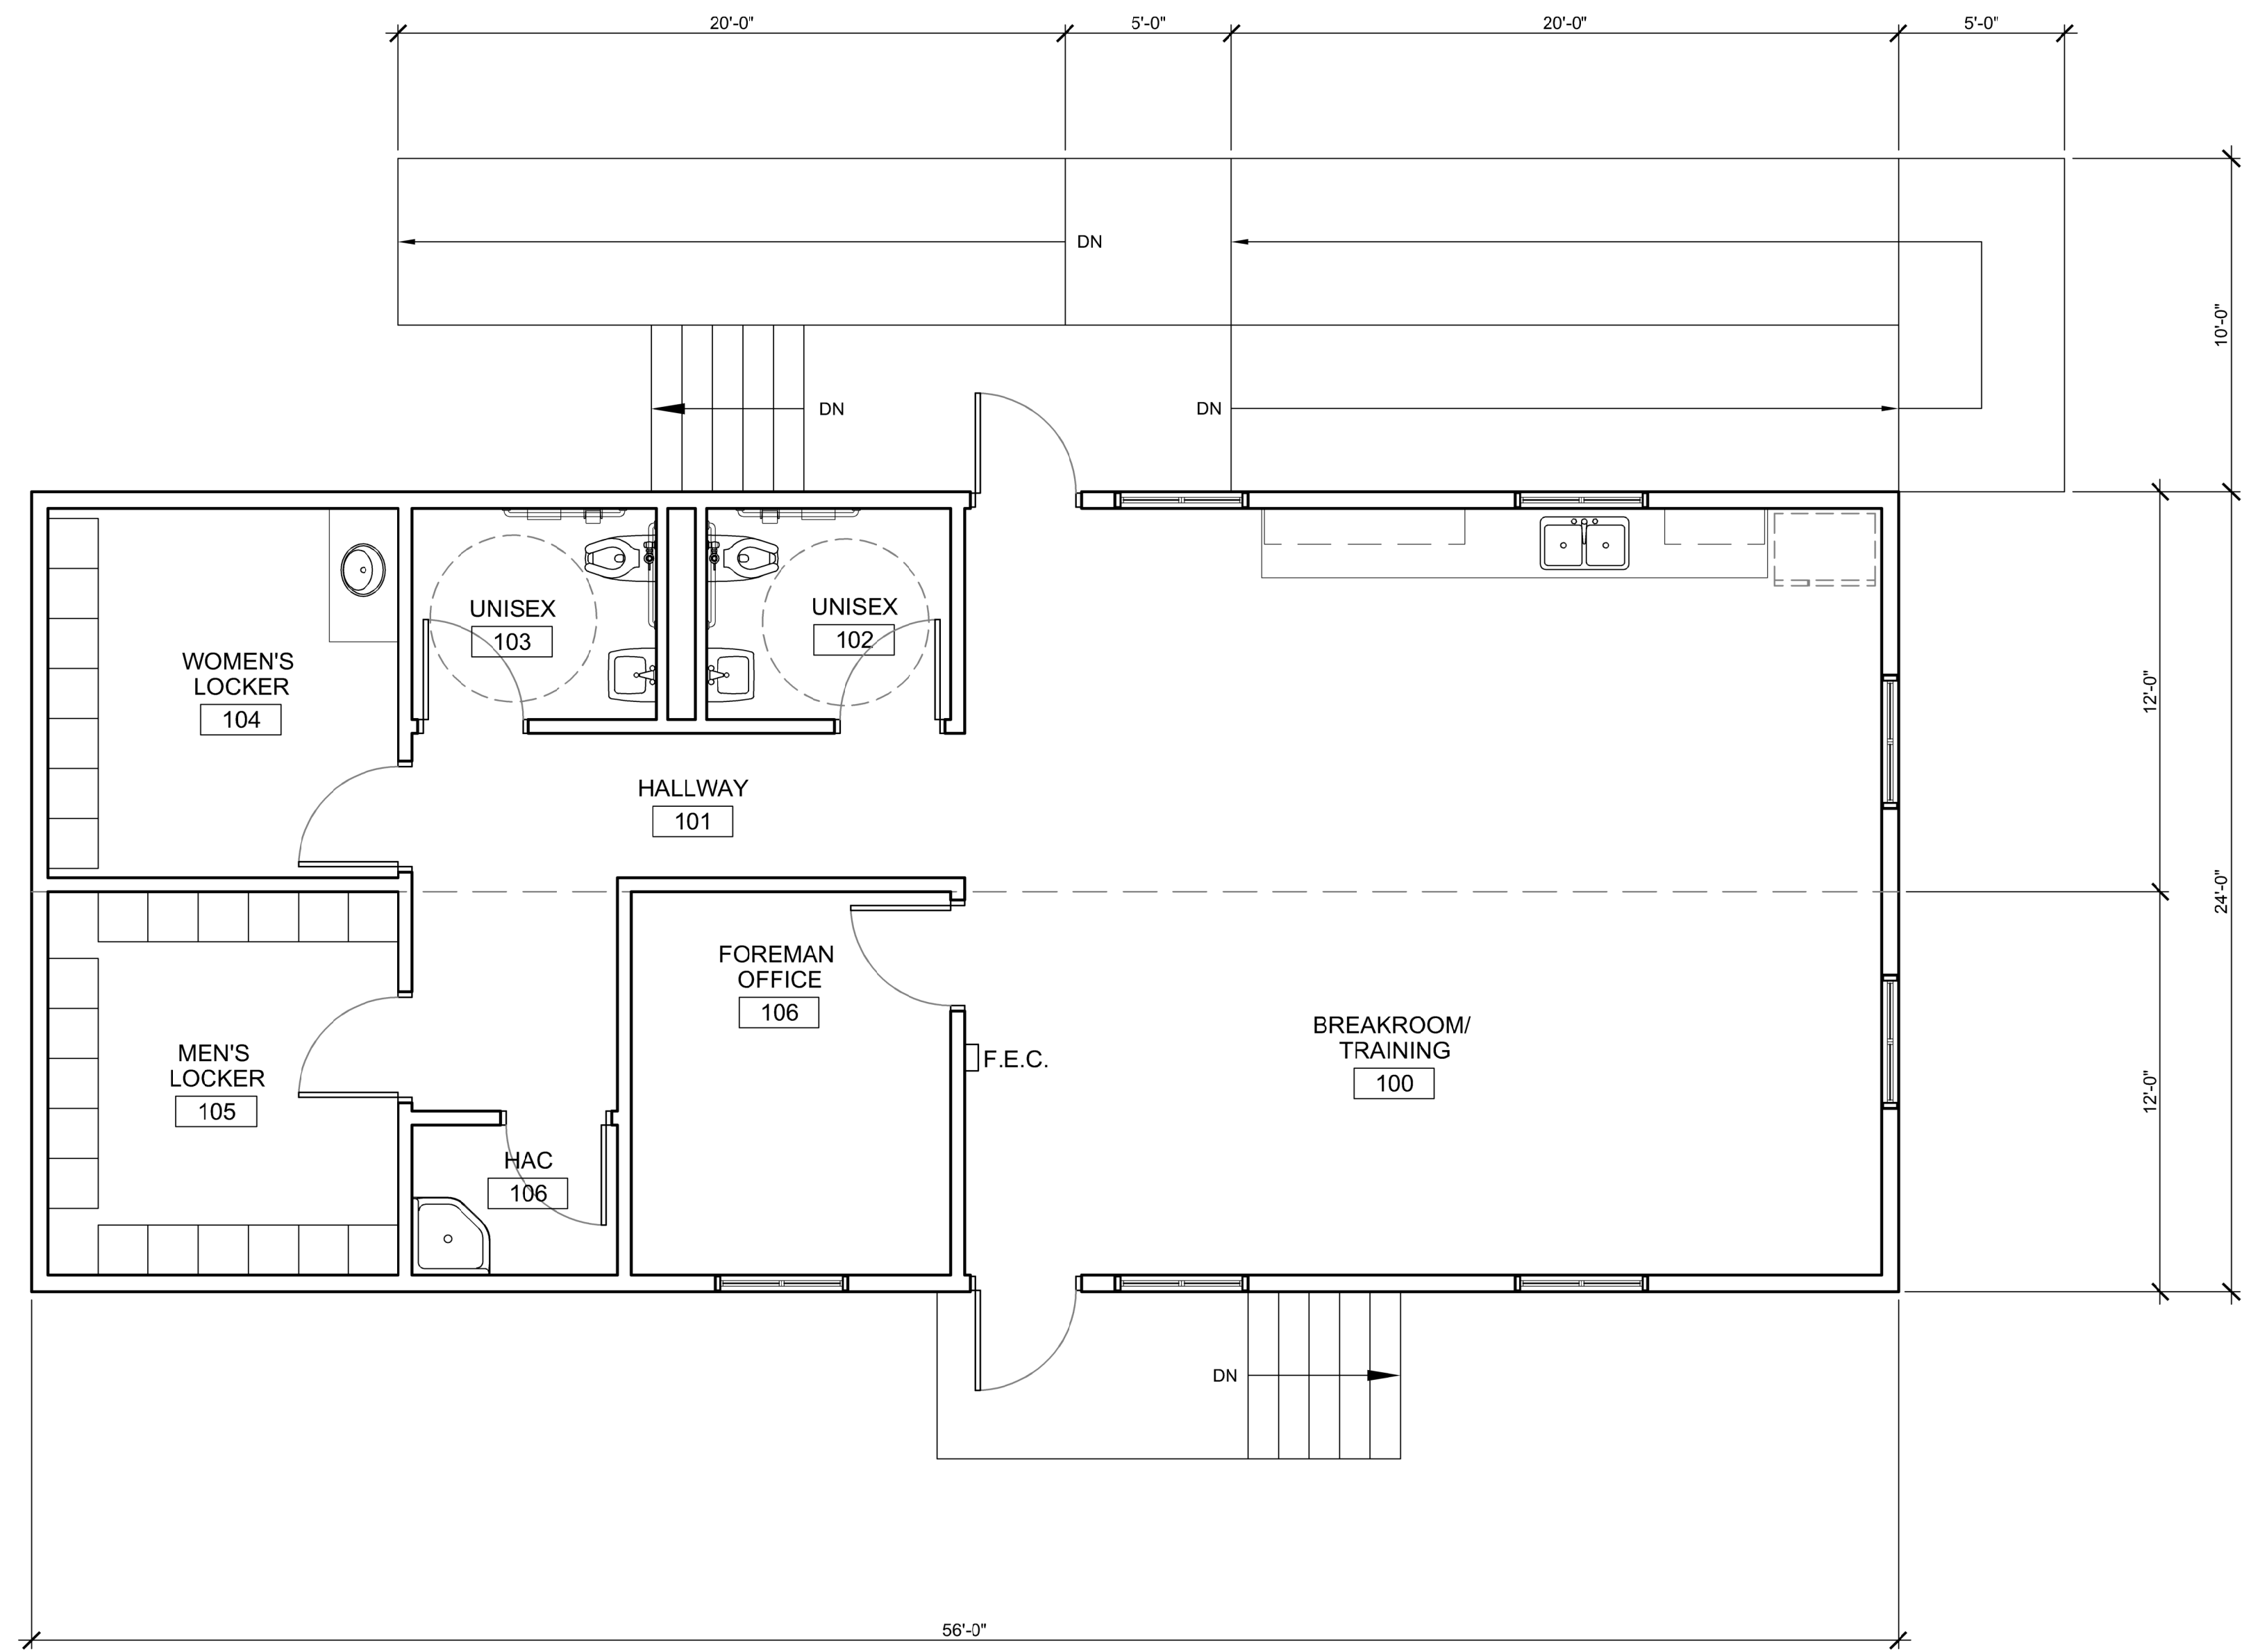 20'-0"
5'-0"
20'-0"
5'-0"
DN
10'-0"
DN
DN
UNISEX
103
UNISEX
102
WOMEN'S
LOCKER
104
12'-0"
HALLWAY
101
24'-0"
FOREMAN
OFFICE
106
BREAKROOM/
TRAINING
100
F.E.C.
MEN'S
LOCKER
105
12'-0"
HAC
106
DN
56'-0"